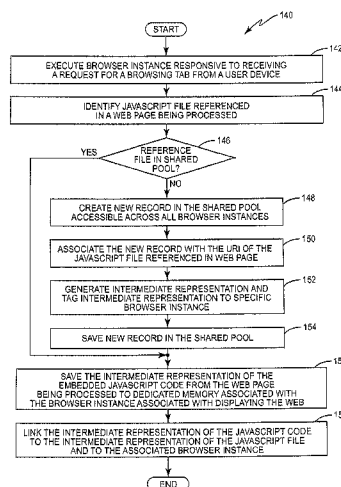 140
START
142
EXECUTE BROWSER INSTANCE RESPONSIVE TO RECEIVING
A REQUEST FOR A BROWSING TAB FROM A USER DEVICE
144
IDENTIFY JAVASCRIPT FILE REFERENCED
IN A WEB PAGE BEING PROCESSED
146
YES
REFERENCE
FILE IN SHARED
POOL?
NO
148
CREATE NEW RECORD IN THE SHARED POOL
ACCESSIBLE ACROSS ALL BROWSER INSTANCES
150
ASSOCIATE THE NEW RECORD WITH THE URI OF THE
JAVASCRIPT FILE REFERENCED IN WEB PAGE
152
GENERATE INTERMEDIATE REPRESENTATION AND
TAG INTERMEDIATE REPRESENTATION TO SPECIFIC
BROWSER INSTANCE
154
SAVE NEW RECORD IN THE SHARED POOL
15
SAVE THE INTERMEDIATE REPRESENTATION OF THE
EMBEDDED JAVASCRIPT CODE FROM THE WEB PAGE
BEING PROCESSED TO DEDICATED MEMORY ASSOCIATED WITH
THE BROWSER INSTANCE ASSOCIATED WITH DISPLAYING THE WEB
15
LINK THE INTERMEDIATE REPRESENTATION OF THE JAVASCRIPT CODE
TO THE INTERMEDIATE REPRESENTATION OF THE JAVASCRIPT FILE
AND TO THE ASSOCIATED BROWSER INSTANCE
END